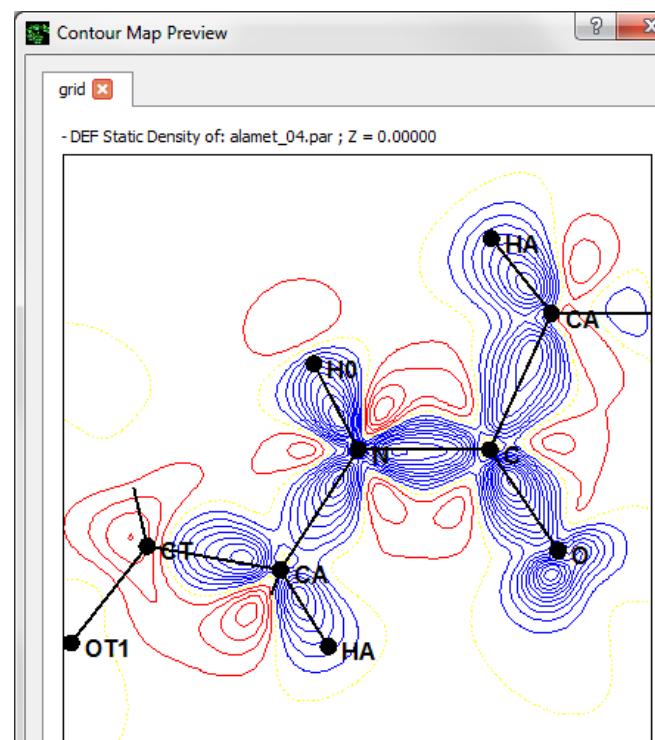 Contour Map Preview
grid
- DEF Static Density of: alamet_04.par ; Z = 0.00000
HA
CA
H0
N
C
CT
CA
O
OT1
HA